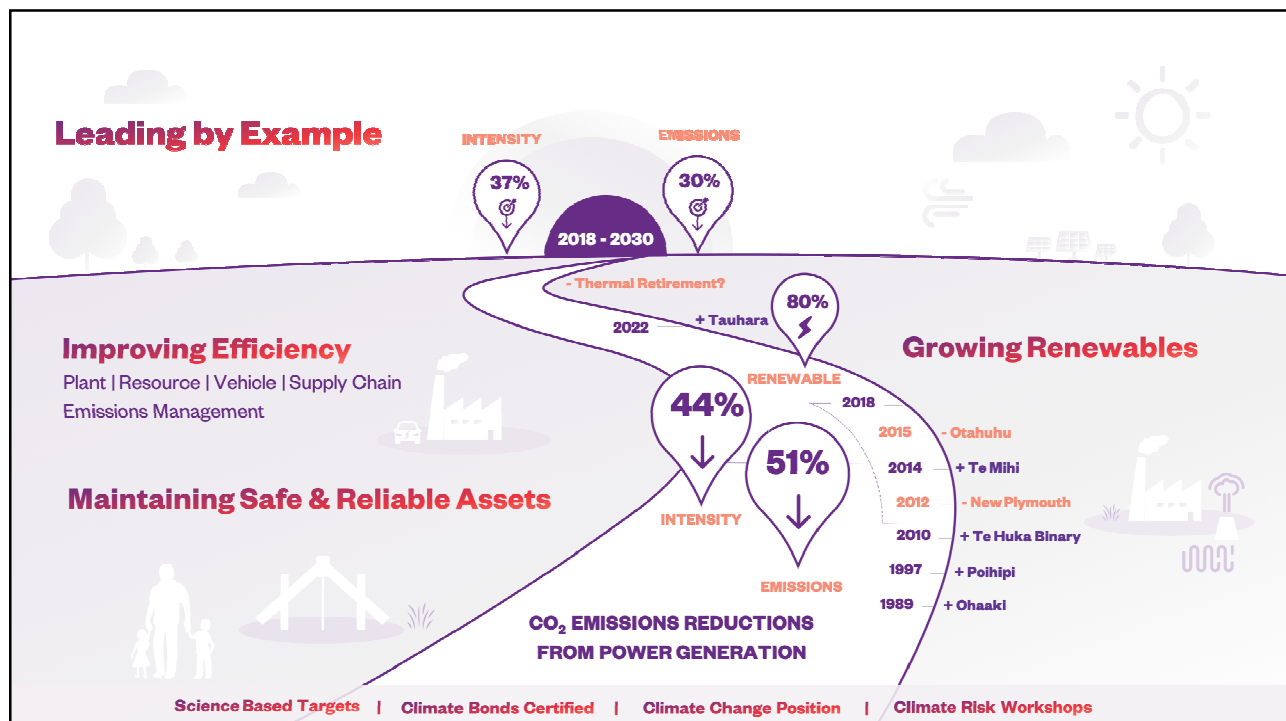 Leading by Example
INTENSITY
EMISSIONS
37%
30%
2018 - 2030
- Thermal Retirement?
80%
2022
+ Tauhara
Improving Efficiency
Plant | Resource | Vehicle | Supply Chain
Emissions Management
Growing Renewables
RENEWABLE
44%
2018
2015 - Otahuhu
51%
2014 + Te Mihi
Maintaining Safe & Reliable Assets
2012 - New Plymouth
INTENSITY
2010 + Te Huka Binary
1997 + Poihipi
EMISSIONS
1989 + Ohaaki
CO₂ EMISSIONS REDUCTIONS
FROM POWER GENERATION
Science Based Targets | Climate Bonds Certified | Climate Change Position | Climate Risk Workshops